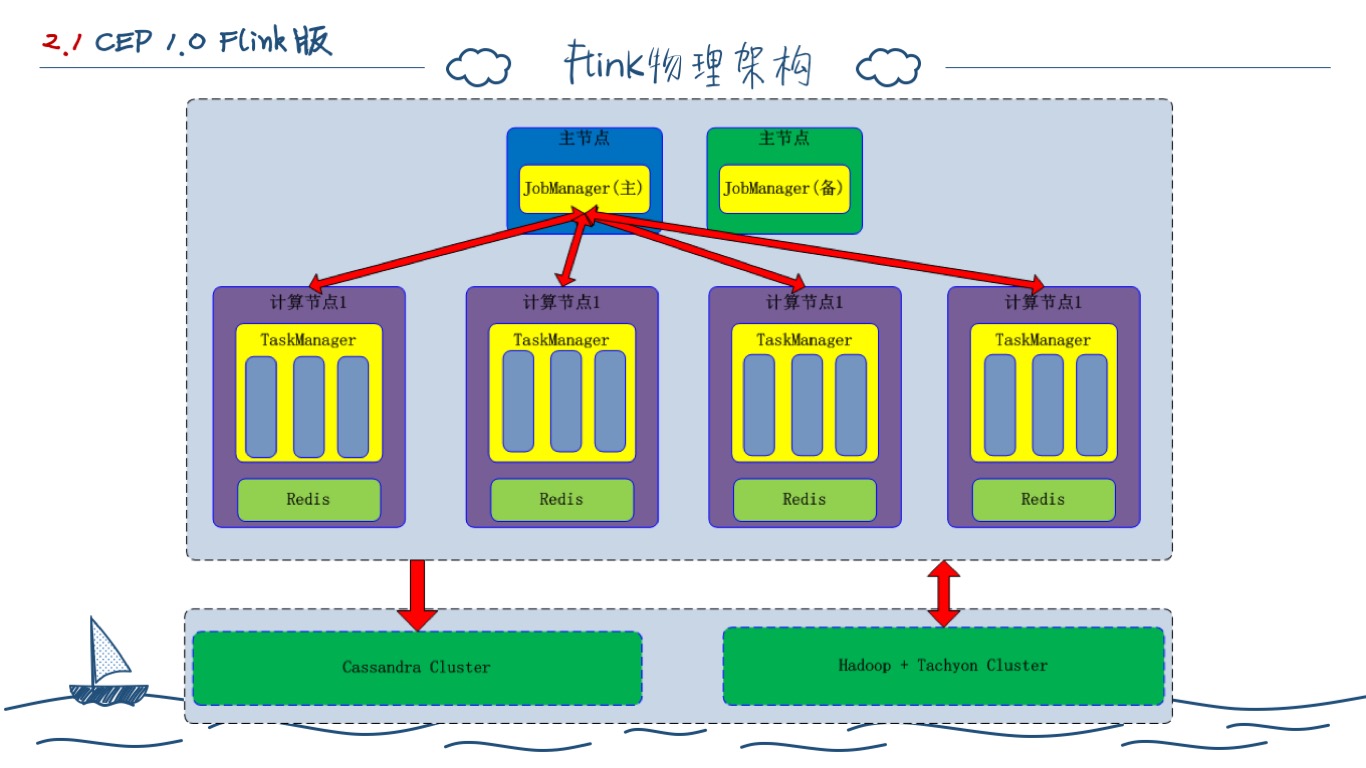 2.1 CEP 1.0 Flink版
Flink物理架构
主节点
主节点
JobManager(主)
JobManager(备)
计算节点1
计算节点1
计算节点1
计算节点1
TaskManager
TaskManager
TaskManager
TaskManager
Redis
Redis
Redis
Redis
Cassandra Cluster
Hadoop + Tachyon Cluster